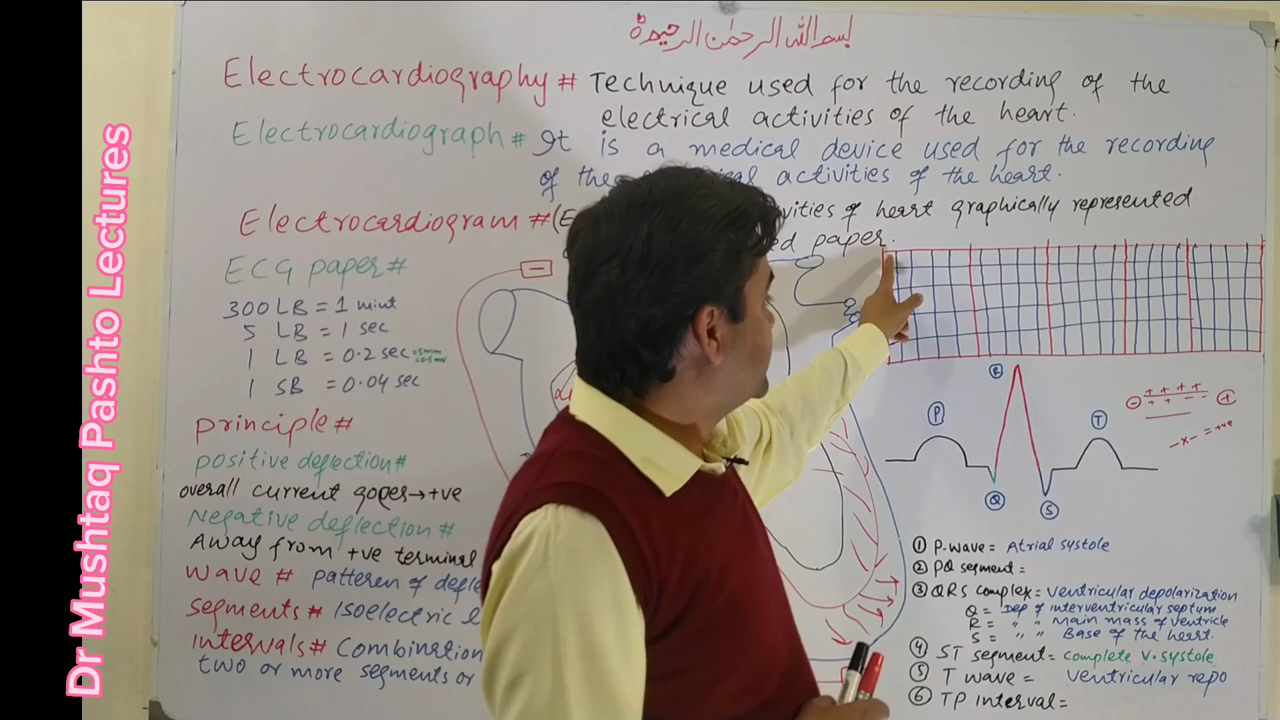 Dr Mushtaq Pashto Lectures
بسم الله الرحمن الرحيم
Electrocardiography # Technique used for the recording of the
electrical activities of the heart.
Electrocardiograph # It is a medical device used for the recording
of the activities of the heart.
Electrocardiogram # (E of heart graphically represented
paper.
ECG paper #
300 LB = 1 mint
5 LB = 1 sec
1 LB = 0.2 sec
1 SB = 0.04 sec
principle #
positive deflection #
overall current goes → +ve
Negative deflection #
Away from +ve terminal
wave # patteren of defle
segments # Isoelectric l
intervals # Combination
two or more segments or
−
P
R
Q
S
T
− + + + + +
+ + − −
-x- = +ve
① P.wave = Atrial systole
② PQ segment =
③ QRS complex = Ventricular depolarization
Q = Dep of interventricular septum
R = " " main mass of ventricle
S = " " Base of the heart.
④ ST segment = complete V. systole
⑤ T wave = Ventricular repo
⑥ TP interval =